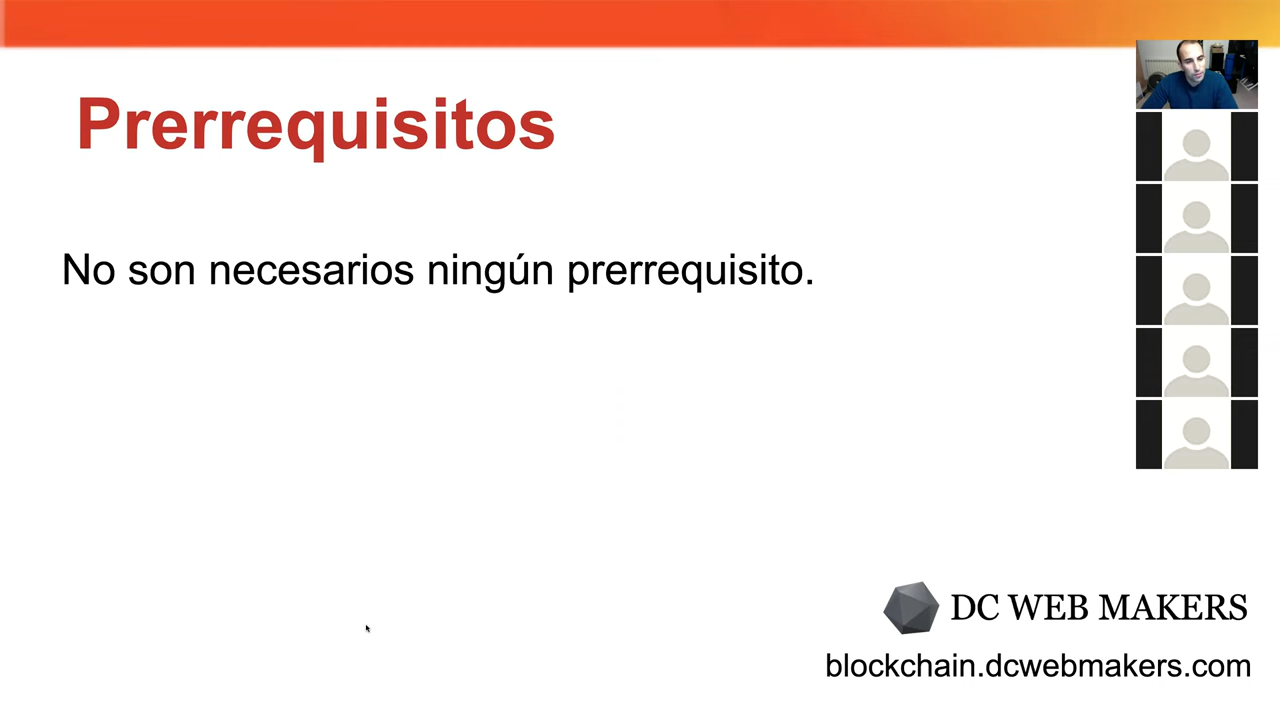 Prerrequisitos
No son necesarios ningún prerrequisito.
DC WEB MAKERS
blockchain.dcwebmakers.com